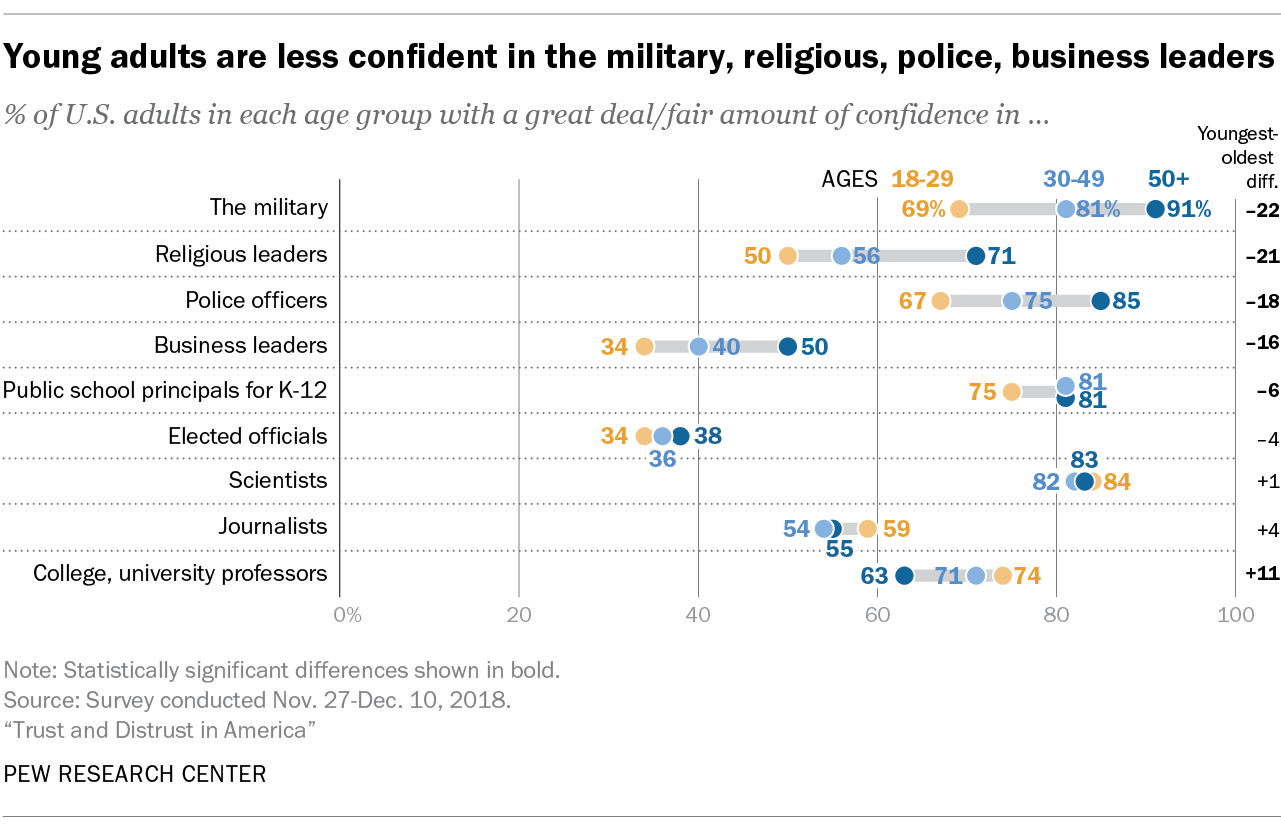 Young adults are less confident in the military, religious, police, business leaders
% of U.S. adults in each age group with a great deal/fair amount of confidence in ...
Youngest-
oldest
diff.
AGES 18-29 30-49 50+
The military 69% 81% 91% –22
Religious leaders 50 56 71 –21
Police officers 67 75 85 –18
Business leaders 34 40 50 –16
Public school principals for K-12 75 81 81 –6
Elected officials 34 36 38 –4
Scientists 82 83 84 +1
Journalists 54 55 59 +4
College, university professors 63 71 74 +11
0% 20 40 60 80 100
Note: Statistically significant differences shown in bold.
Source: Survey conducted Nov. 27-Dec. 10, 2018.
“Trust and Distrust in America”
PEW RESEARCH CENTER